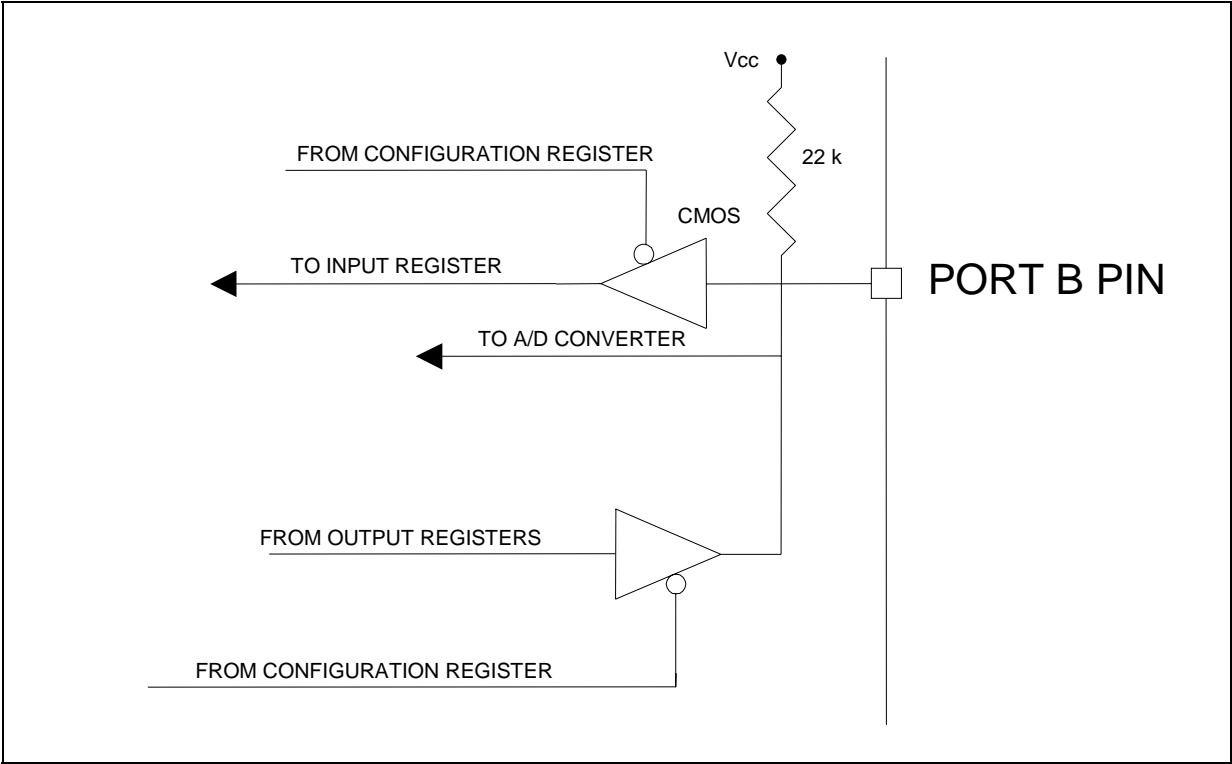 Vcc
FROM CONFIGURATION REGISTER
22 k
CMOS
TO INPUT REGISTER
PORT B PIN
TO A/D CONVERTER
FROM OUTPUT REGISTERS
FROM CONFIGURATION REGISTER